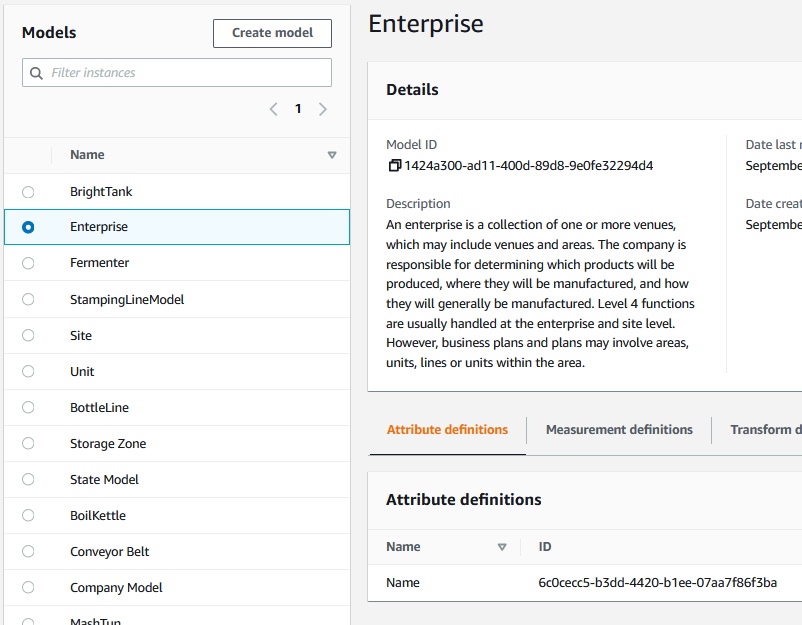 Models
Create model
Filter instances
1
Name
BrightTank
Enterprise
Fermenter
StampingLineModel
Site
Unit
BottleLine
Storage Zone
State Model
BoilKettle
Conveyor Belt
Company Model
MashTun
Enterprise
Details
Model ID
1424a300-ad11-400d-89d8-9e0fe32294d4
Description
An enterprise is a collection of one or more venues,
which may include venues and areas. The company is
responsible for determining which products will be
produced, where they will be manufactured, and how
they will generally be manufactured. Level 4 functions
are usually handled at the enterprise and site level.
However, business plans and plans may involve areas,
units, lines or units within the area.
Date last
Septembe
Date creat
Septembe
Attribute definitions
Measurement definitions
Transform d
Attribute definitions
Name
ID
Name
6c0cecc5-b3dd-4420-b1ee-07aa7f86f3ba